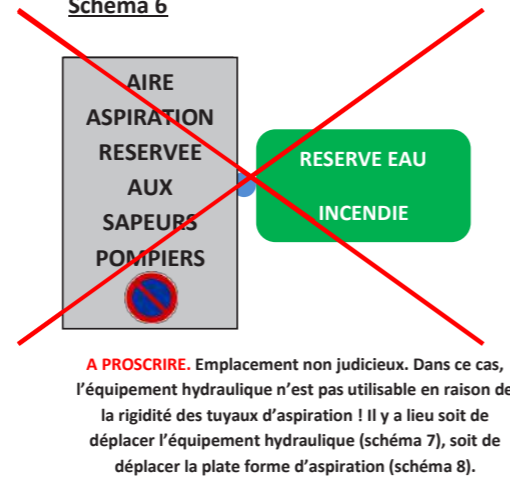 Schéma 6
AIRE
ASPIRATION
RESERVEE
AUX
SAPEURS
POMPIERS
RESERVE EAU
INCENDIE
A PROSCRIRE. Emplacement non judicieux. Dans ce cas,
l’équipement hydraulique n’est pas utilisable en raison de
la rigidité des tuyaux d’aspiration ! Il y a lieu soit de
déplacer l’équipement hydraulique (schéma 7), soit de
déplacer la plate forme d’aspiration (schéma 8).